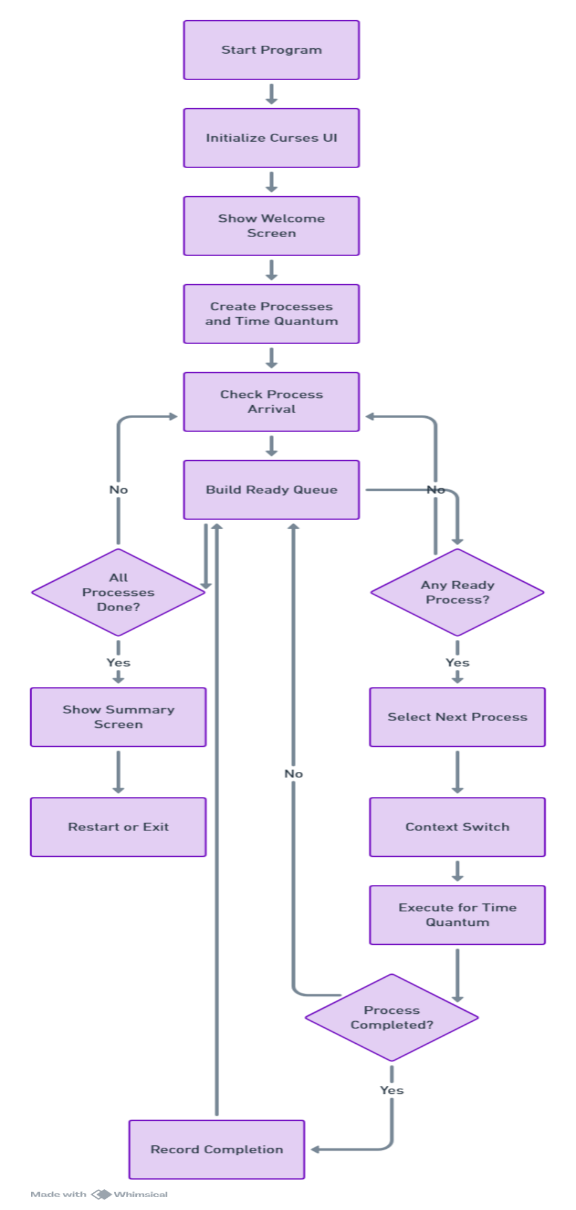 Start Program
Initialize Curses UI
Show Welcome
Screen
Create Processes
and Time Quantum
Check Process
Arrival
No
Build Ready Queue
No
All
Processes
Done?
Any Ready
Process?
Yes
Yes
Show Summary
Screen
Select Next Process
No
Restart or Exit
Context Switch
Execute for Time
Quantum
Process
Completed?
Yes
Record Completion
Made with Whimsical